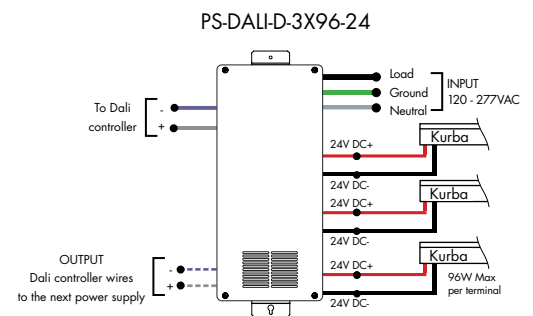 PS-DALI-D-3X96-24
Load
Ground
Neutral
INPUT
120 - 277VAC
To Dali
controller
-
+
24V DC+
Kurba
24V DC-
24V DC+
Kurba
24V DC-
24V DC+
Kurba
24V DC-
96W Max
per terminal
OUTPUT
Dali controller wires
to the next power supply
-
+